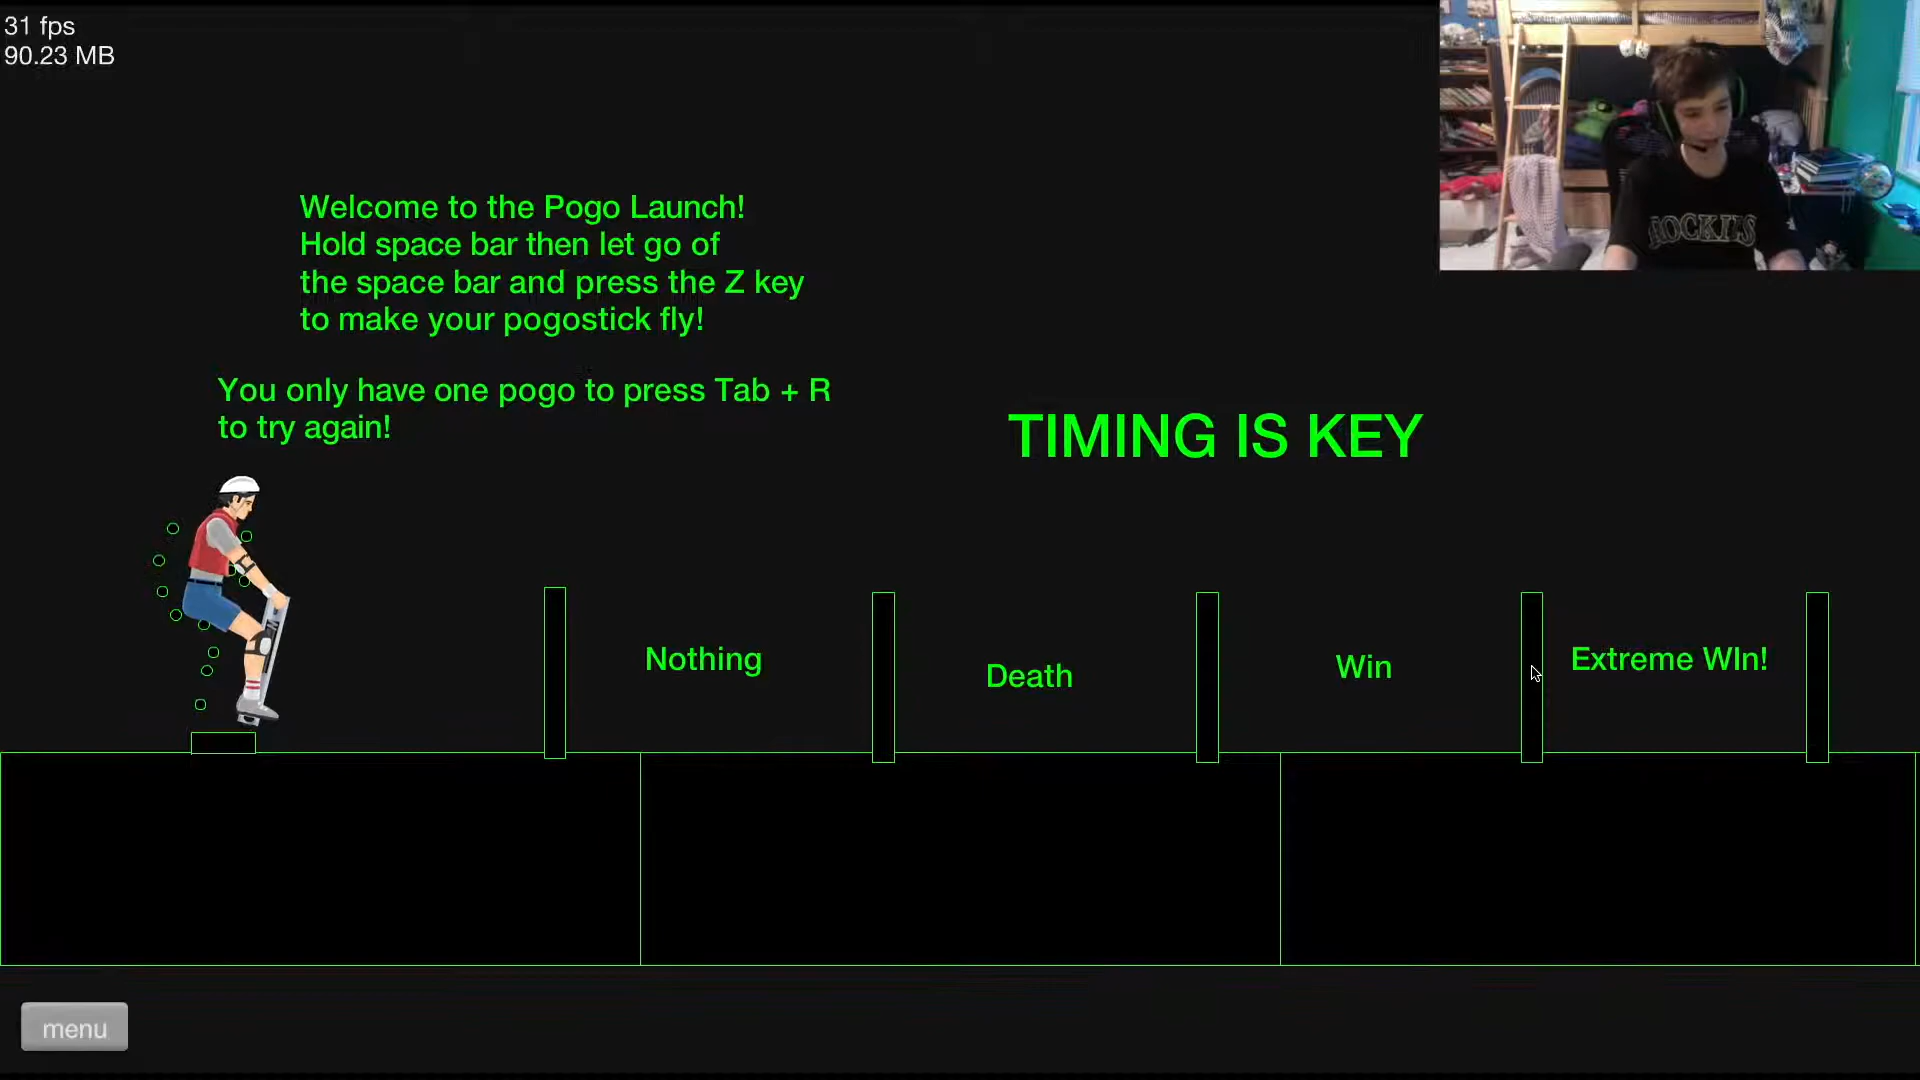 31 fps
90.23 MB
Welcome to the Pogo Launch!
Hold space bar then let go of
the space bar and press the Z key
to make your pogostick fly!
You only have one pogo to press Tab + R
to try again!
TIMING IS KEY
ROCKITS
Nothing
Death
Win
Extreme WIn!
menu